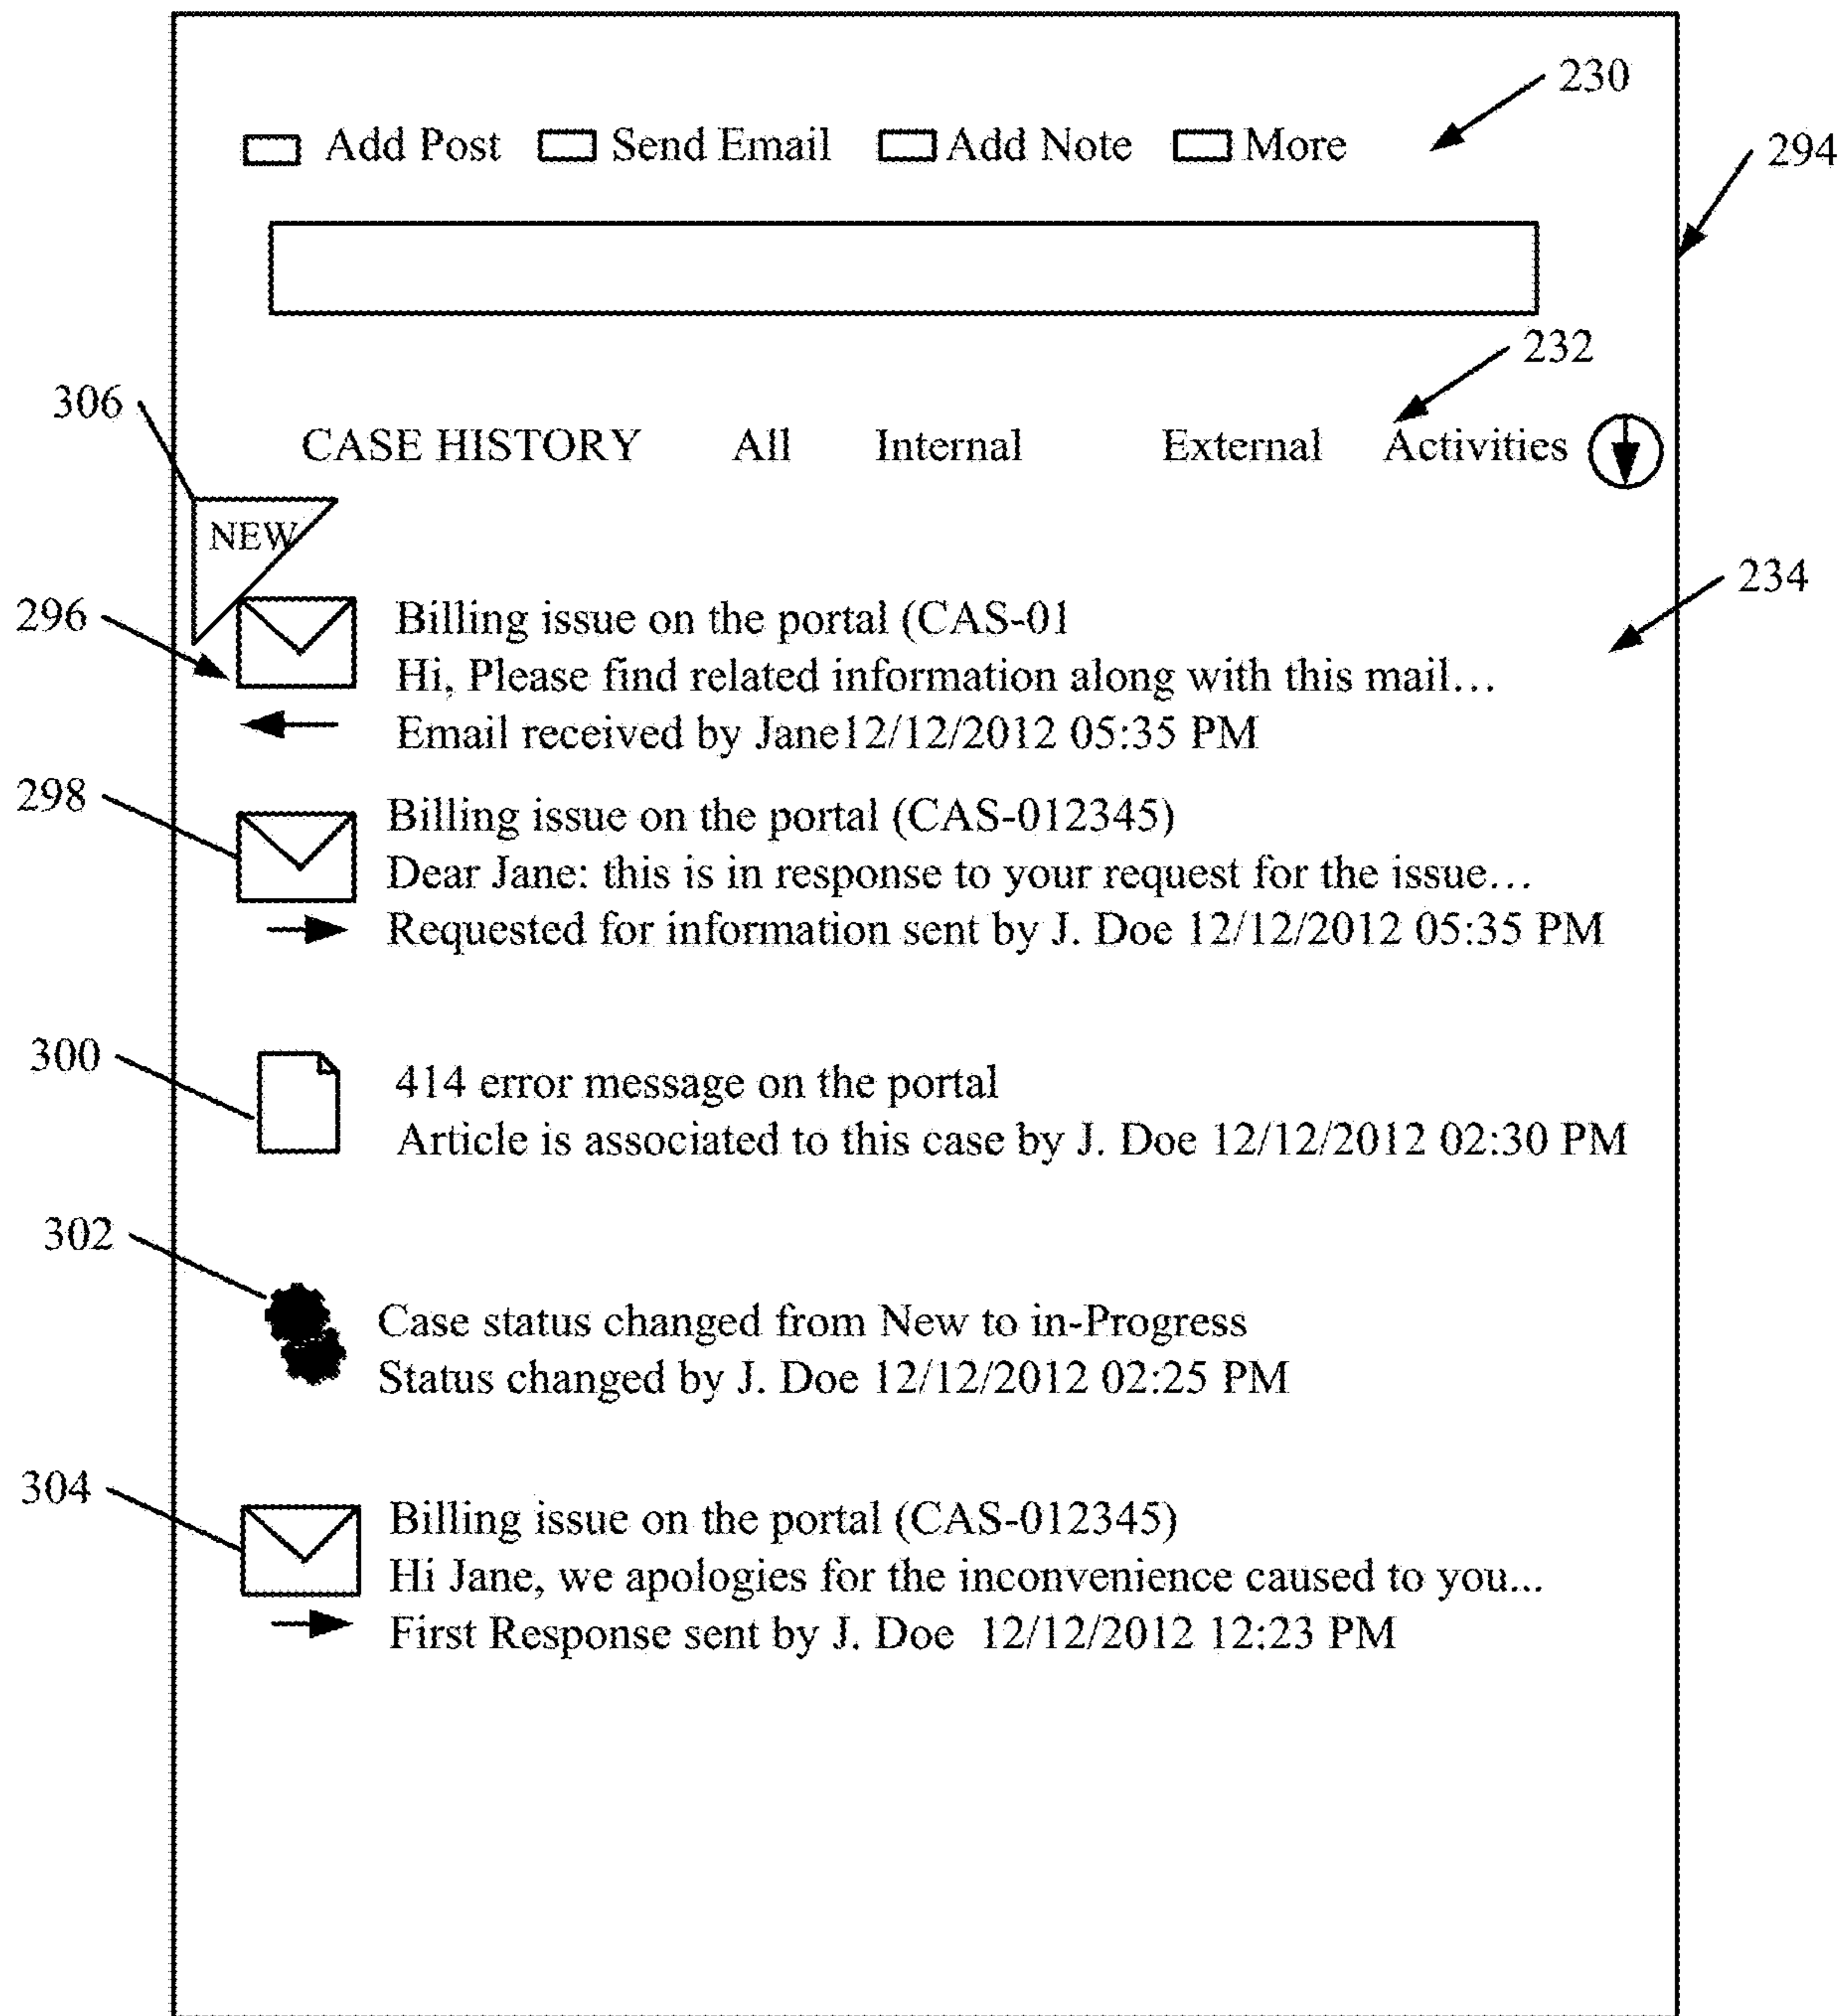 230
Add Post Send Email Add Note More
294
232
306
CASE HISTORY All Internal External Activities
NEW
234
296
Billing issue on the portal (CAS-01
Hi, Please find related information along with this mail…
Email received by Jane12/12/2012 05:35 PM
298
Billing issue on the portal (CAS-012345)
Dear Jane: this is in response to your request for the issue…
Requested for information sent by J. Doe 12/12/2012 05:35 PM
300
414 error message on the portal
Article is associated to this case by J. Doe 12/12/2012 02:30 PM
302
Case status changed from New to in-Progress
Status changed by J. Doe 12/12/2012 02:25 PM
304
Billing issue on the portal (CAS-012345)
Hi Jane, we apologies for the inconvenience caused to you...
First Response sent by J. Doe 12/12/2012 12:23 PM